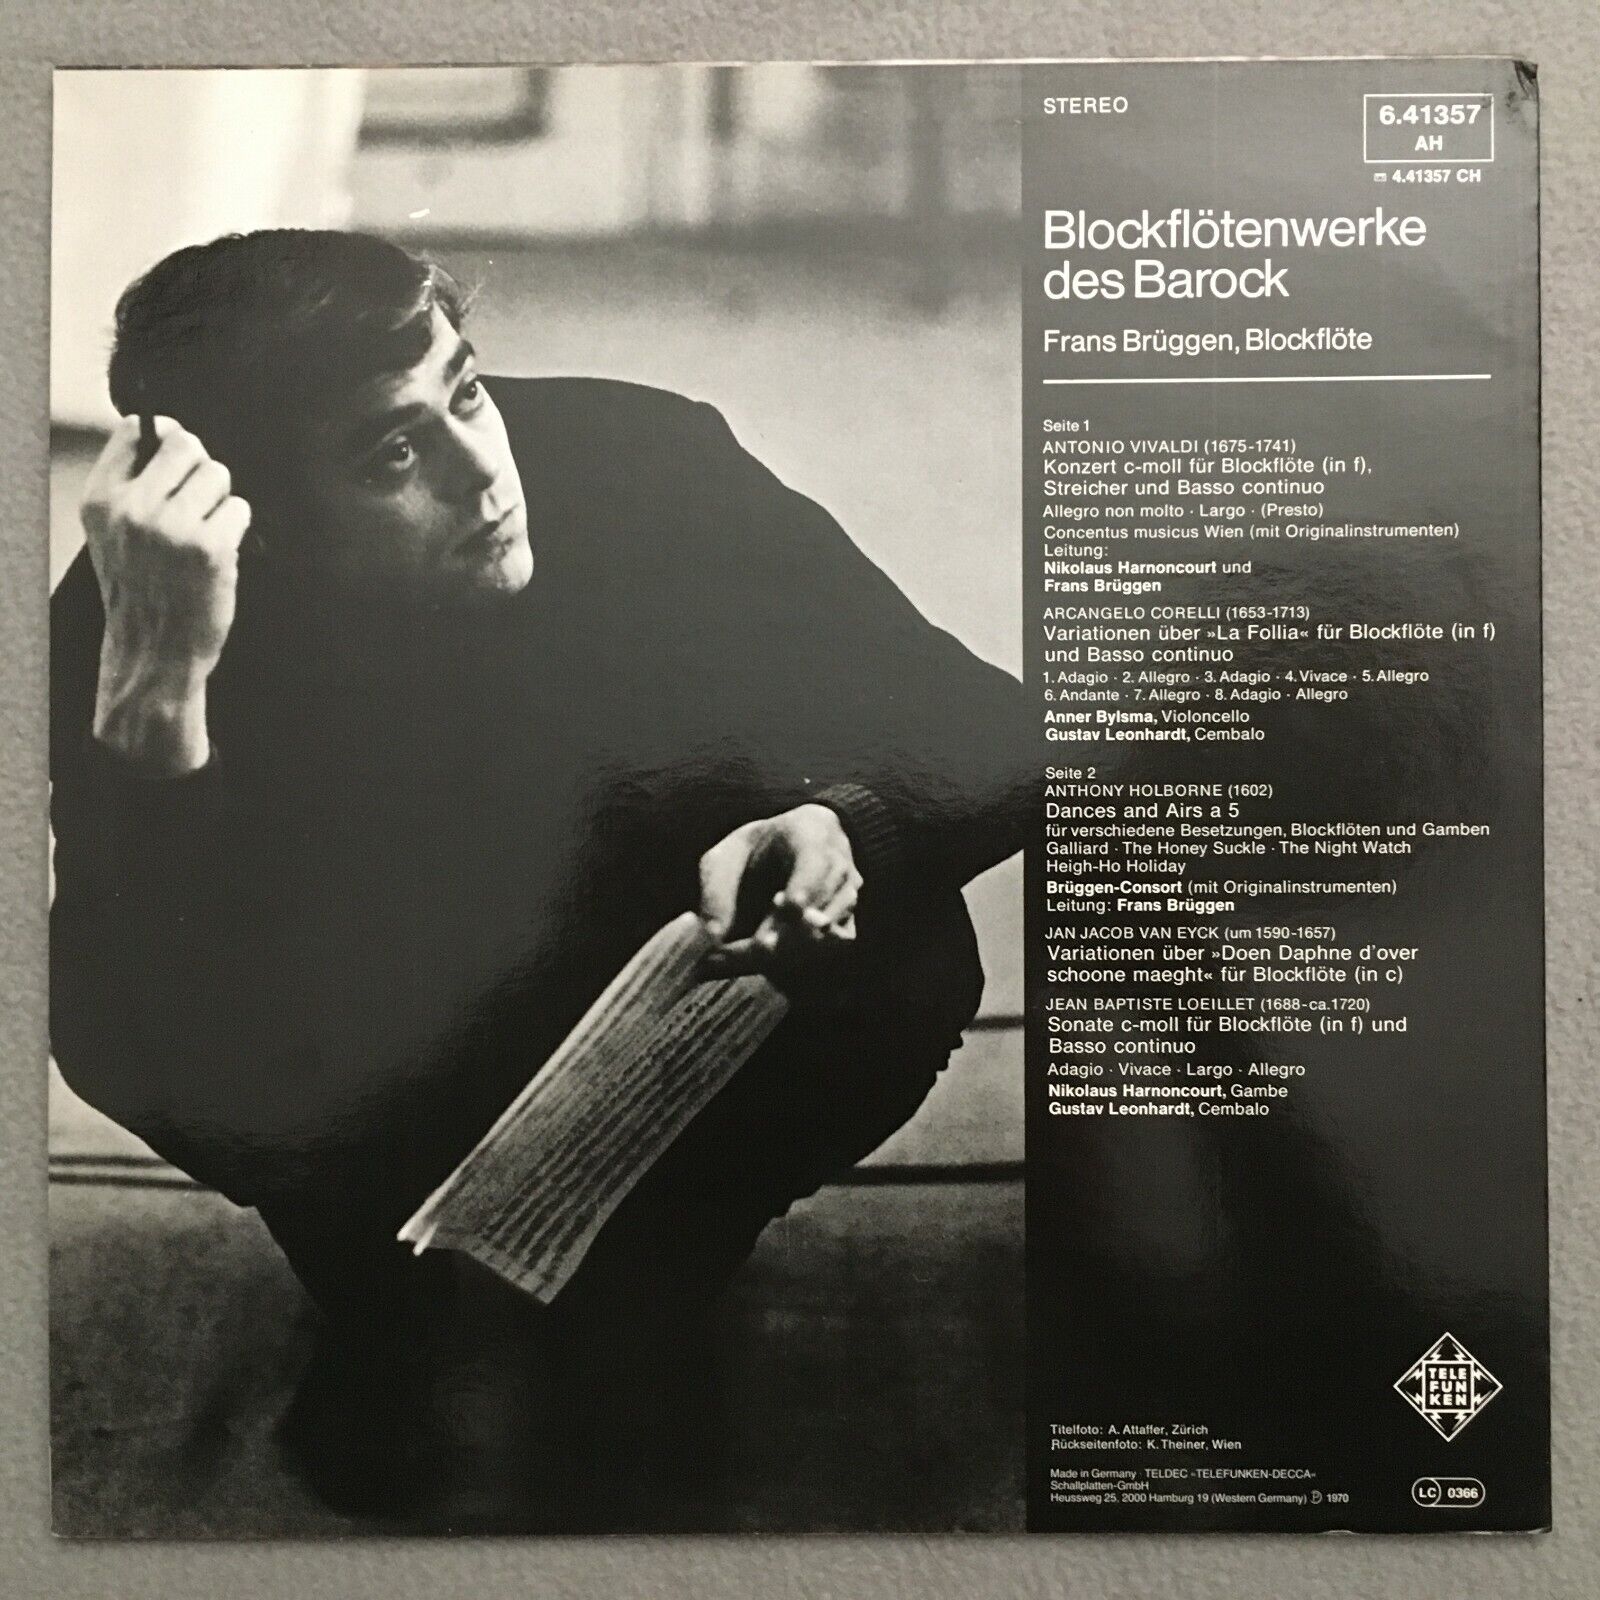 STEREO
6.41357
AH
4.41357 CH
Blockflötenwerke
des Barock
Frans Brüggen, Blockflöte
Seite 1
ANTONIO VIVALDI (1675-1741)
Konzert c-moll für Blockflöte (in f),
Streicher und Basso continuo
Allegro non molto · Largo · (Presto)
Concentus musicus Wien (mit Originalinstrumenten)
Leitung:
Nikolaus Harnoncourt und
Frans Brüggen
ARCANGELO CORELLI (1653-1713)
Variationen über »La Follia« für Blockflöte (in f)
und Basso continuo
1. Adagio · 2. Allegro · 3. Adagio · 4. Vivace · 5. Allegro
6. Andante · 7. Allegro · 8. Adagio · Allegro
Anner Bylsma, Violoncello
Gustav Leonhardt, Cembalo
Seite 2
ANTHONY HOLBORNE (1602)
Dances and Airs a 5
für verschiedene Besetzungen, Blockflöten und Gamben
Galliard · The Honey Suckle · The Night Watch
Heigh-Ho Holiday
Brüggen-Consort (mit Originalinstrumenten)
Leitung: Frans Brüggen
JAN JACOB VAN EYCK (um 1590-1657)
Variationen über »Doen Daphne d'over
schoone maeght« für Blockflöte (in c)
JEAN BAPTISTE LOEILLET (1688-ca. 1720)
Sonate c-moll für Blockflöte (in f) und
Basso continuo
Adagio · Vivace · Largo · Allegro
Nikolaus Harnoncourt, Gambe
Gustav Leonhardt, Cembalo
TELE
FUN
KEN
Titelfoto: A. Attaffer, Zürich
Rückseitenfoto: K. Theiner, Wien
Made in Germany · TELDEC »TELEFUNKEN-DECCA«
Schallplatten-GmbH
Heussweg 25, 2000 Hamburg 19 (Western Germany) ℗ 1970
LC 0366